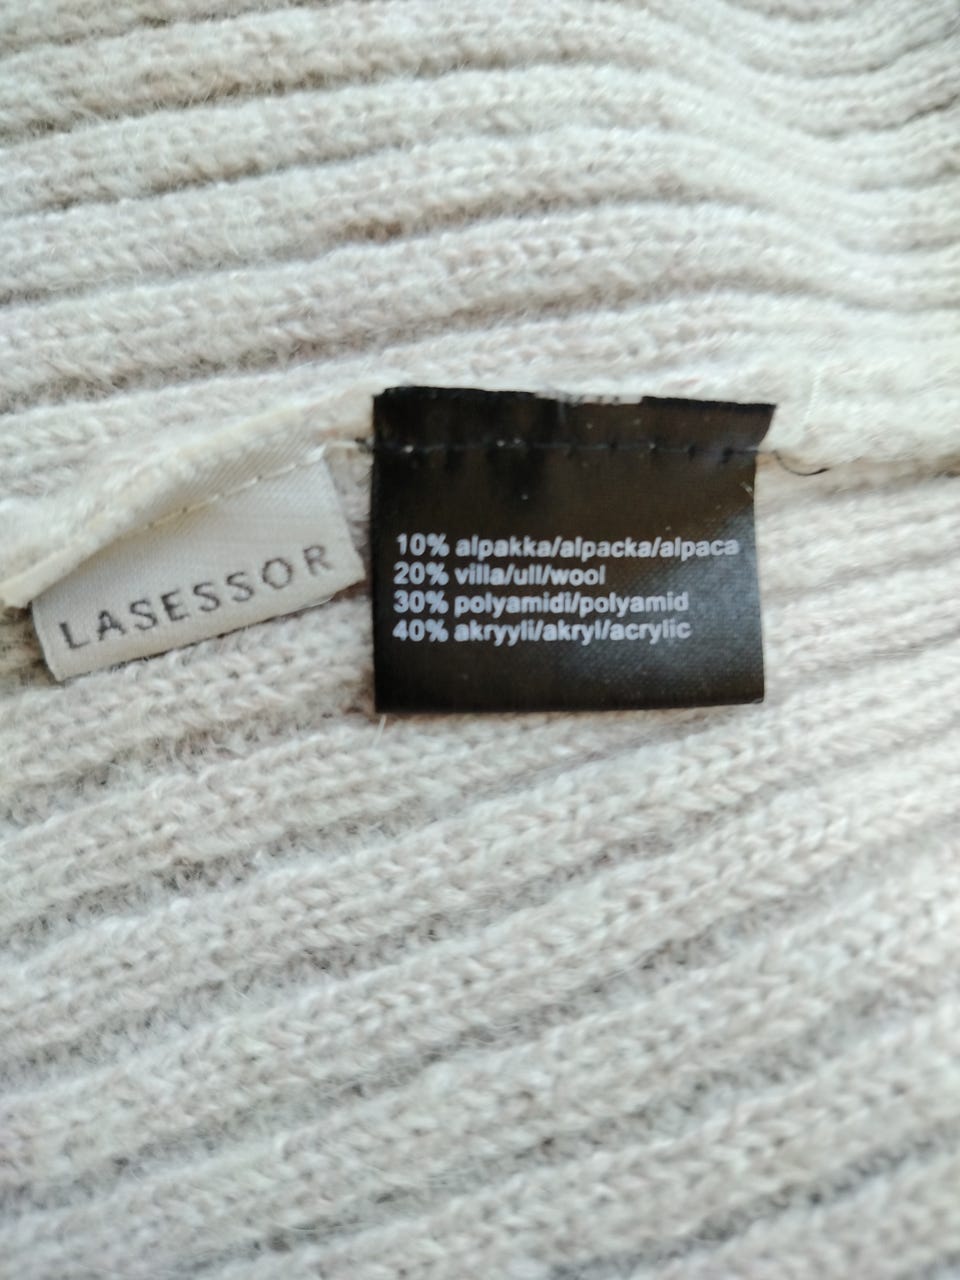 LASESSOR
10% alpakka/alpacka/alpaca
20% villa/ull/wool
30% polyamidi/polyamid
40% akryyli/akryl/acrylic